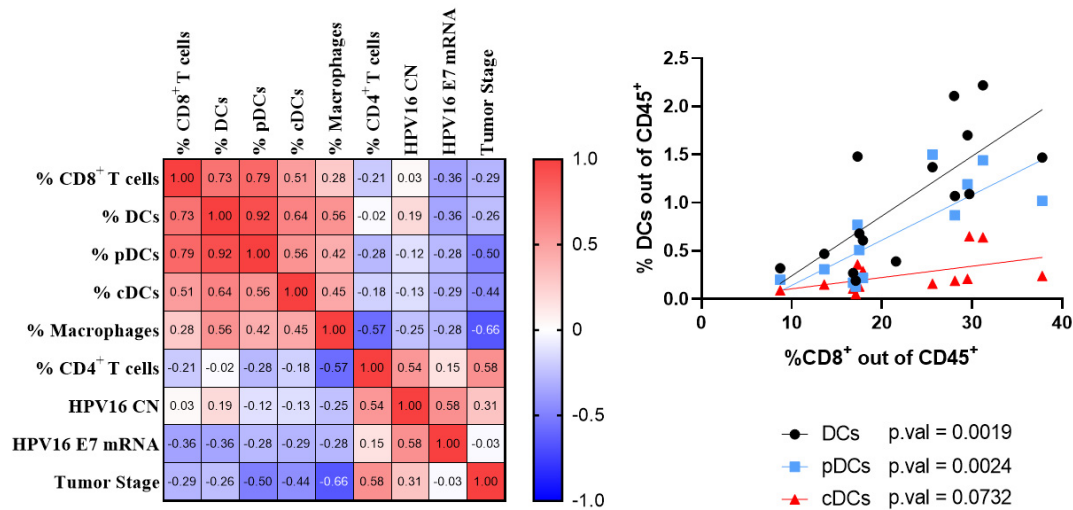 % CD8+ T cells
% DCs
% pDCs
% cDCs
% Macrophages
% CD4+ T cells
HPV16 CN
HPV16 E7 mRNA
Tumor Stage
% CD8+ T cells 1.00 0.73 0.79 0.51 0.28 -0.21 0.03 -0.36 -0.29
% DCs 0.73 1.00 0.92 0.64 0.56 -0.02 0.19 -0.36 -0.26
% pDCs 0.79 0.92 1.00 0.56 0.42 -0.28 -0.12 -0.28 -0.50
% cDCs 0.51 0.64 0.56 1.00 0.45 -0.18 -0.13 -0.29 -0.44
% Macrophages 0.28 0.56 0.42 0.45 1.00 -0.57 -0.25 -0.28 -0.66
% CD4+ T cells -0.21 -0.02 -0.28 -0.18 -0.57 1.00 0.54 0.15 0.58
HPV16 CN 0.03 0.19 -0.12 -0.13 -0.25 0.54 1.00 0.58 0.31
HPV16 E7 mRNA -0.36 -0.36 -0.28 -0.29 -0.28 0.15 0.58 1.00 -0.03
Tumor Stage -0.29 -0.26 -0.50 -0.44 -0.66 0.58 0.31 -0.03 1.00
1.0
0.5
0
-0.5
-1.0
% DCs out of CD45+
2.5
2.0
1.5
1.0
0.5
0.0
0 10 20 30 40
%CD8+ out of CD45+
DCs p.val = 0.0019
pDCs p.val = 0.0024
cDCs p.val = 0.0732